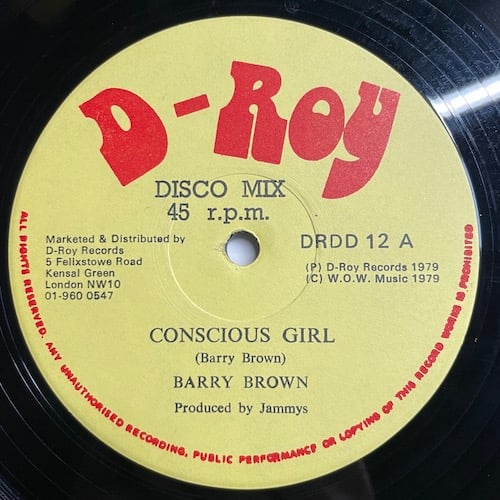 D-Roy
DISCO MIX
45 r.p.m.
Marketed & Distributed by
D-Roy Records
5 Felixstowe Road
Kensal Green
London NW10
01-960 0547
DRDD 12 A
(P) D-Roy Records 1979
(C) W.O.W. Music 1979
CONSCIOUS GIRL
(Barry Brown)
BARRY BROWN
Produced by Jammys
ALL RIGHTS RESERVED. ANY UNAUTHORISED RECORDING, PUBLIC PERFORMANCE OR LOPYING OF THIS RECORD WORKS IS PROHIBITED